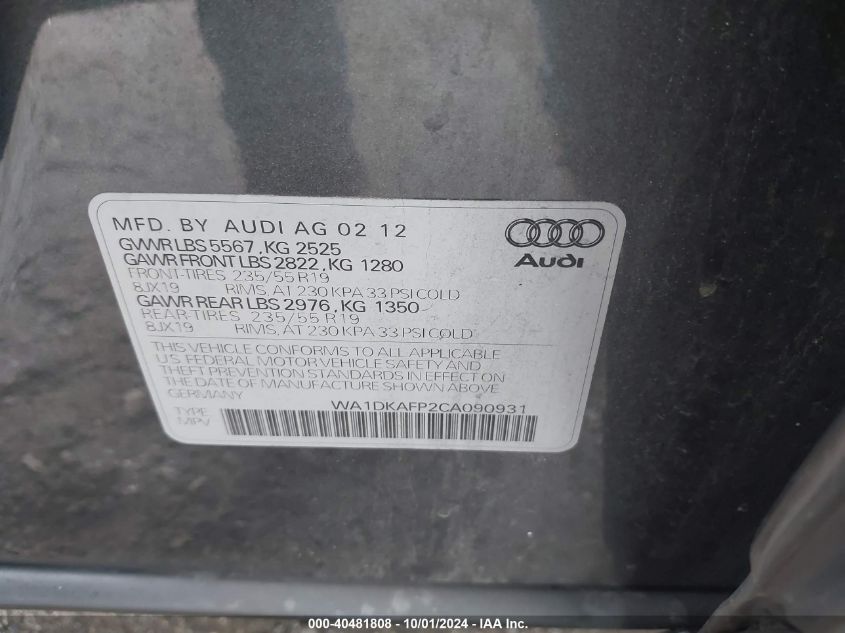 MFD. BY AUDI AG 02 12
GVWR LBS 5567, KG 2525
GAWR FRONT LBS 2822, KG 1280
FRONT-TIRES 235/55 R19
8JX19 RIMS, AT 230 KPA 33 PSI COLD
GAWR REAR LBS 2976, KG 1350
REAR-TIRES 235/55 R19
8JX19 RIMS, AT 230 KPA 33 PSI COLD
Audi
THIS VEHICLE CONFORMS TO ALL APPLICABLE
U.S. FEDERAL MOTOR VEHICLE SAFETY AND
THEFT PREVENTION STANDARDS IN EFFECT ON
THE DATE OF MANUFACTURE SHOWN ABOVE
GERMANY
WA1DKAFP2CA090931
TYPE:
MPV
000-40481808 - 10/01/2024 - IAA Inc.